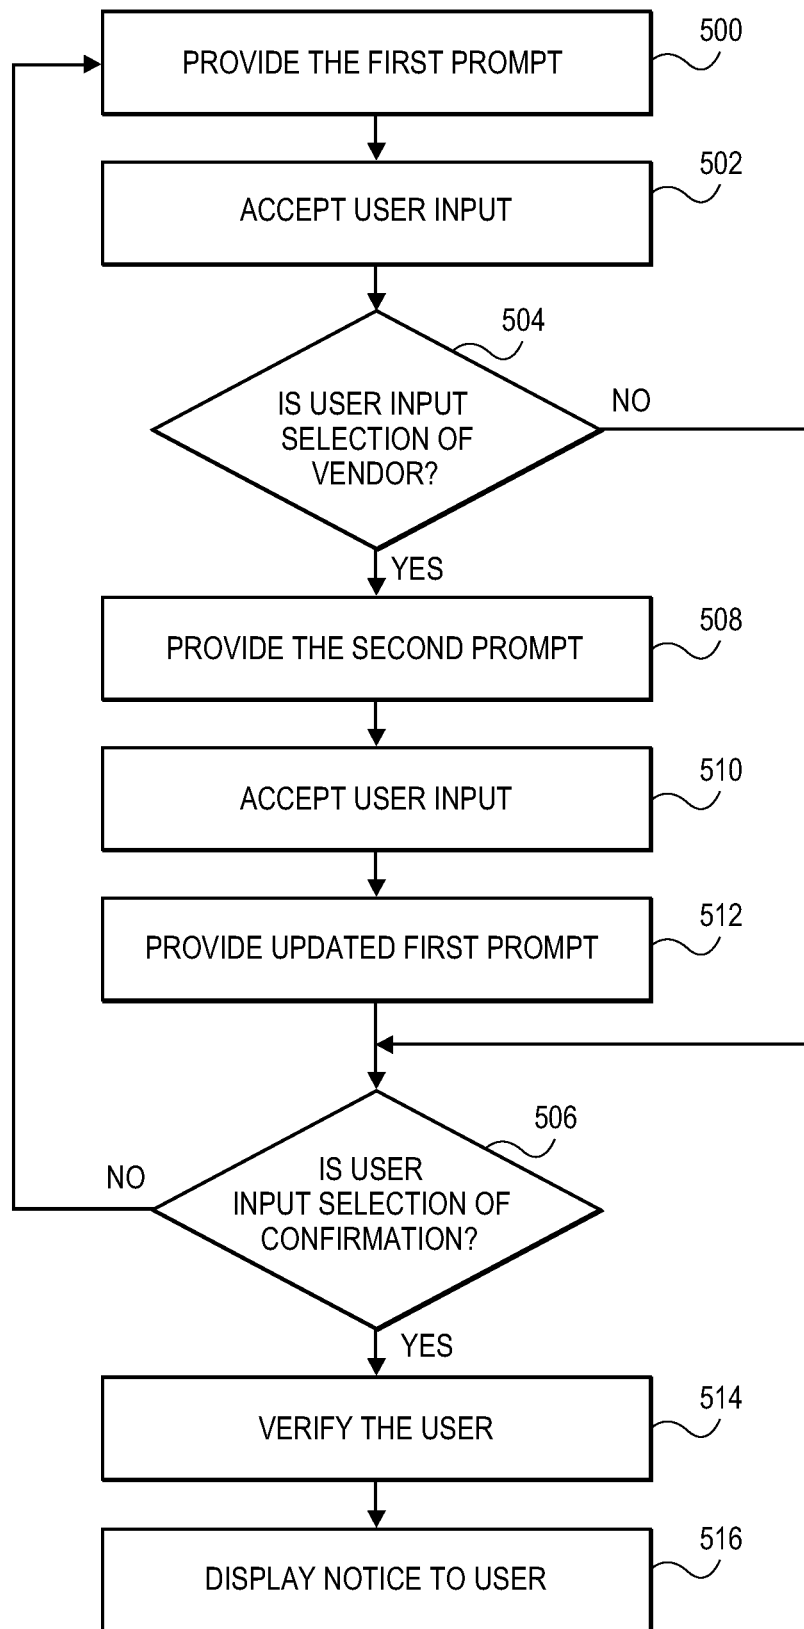 PROVIDE THE FIRST PROMPT
500
ACCEPT USER INPUT
502
504
IS USER INPUT
SELECTION OF
VENDOR?
NO
YES
PROVIDE THE SECOND PROMPT
508
ACCEPT USER INPUT
510
PROVIDE UPDATED FIRST PROMPT
512
506
IS USER
INPUT SELECTION OF
CONFIRMATION?
NO
YES
VERIFY THE USER
514
DISPLAY NOTICE TO USER
516